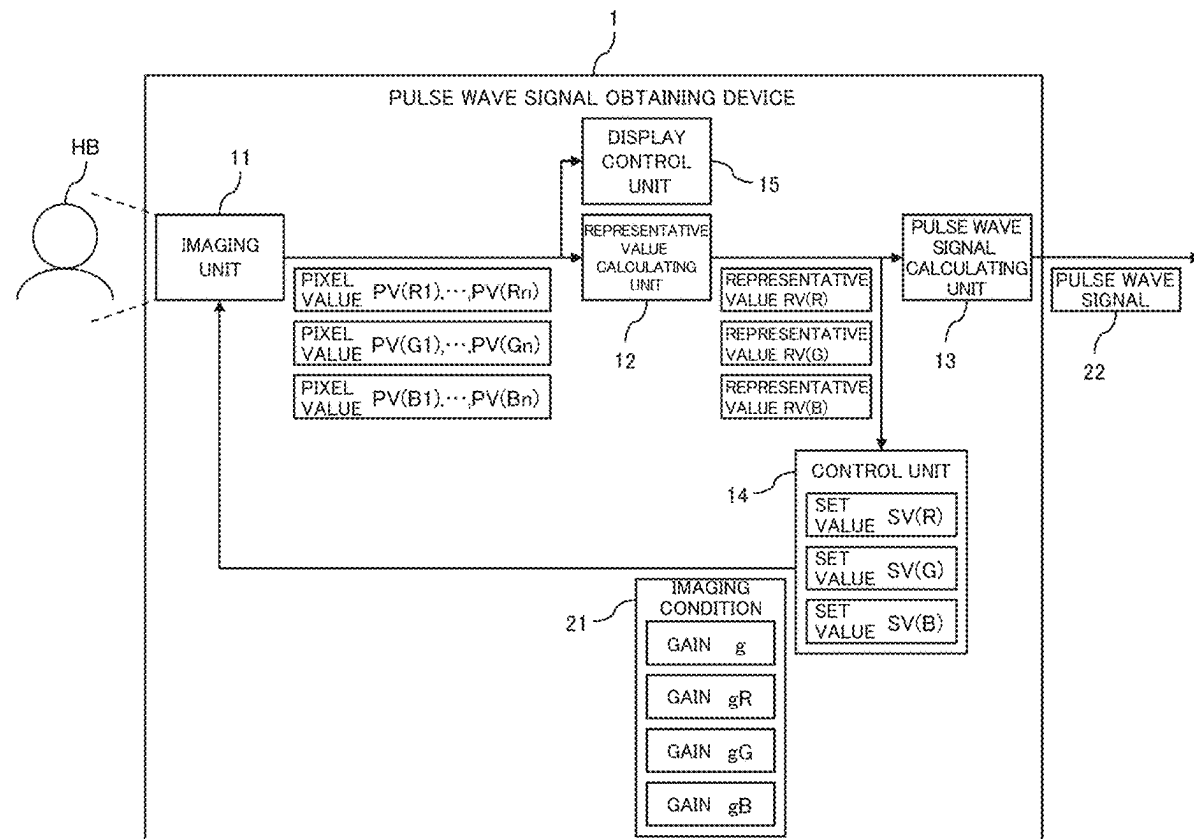 1
PULSE WAVE SIGNAL OBTAINING DEVICE
HB
11
IMAGING
UNIT
DISPLAY
CONTROL
UNIT
15
REPRESENTATIVE
VALUE
CALCULATING
UNIT
12
PULSE WAVE
SIGNAL
CALCULATING
UNIT
13
PULSE WAVE
SIGNAL
22
PIXEL
VALUE PV(R1),···,PV(Rn)
PIXEL
VALUE PV(G1),···,PV(Gn)
PIXEL
VALUE PV(B1),···,PV(Bn)
REPRESENTATIVE
VALUE RV(R)
REPRESENTATIVE
VALUE RV(G)
REPRESENTATIVE
VALUE RV(B)
14
CONTROL UNIT
SET
VALUE SV(R)
SET
VALUE SV(G)
SET
VALUE SV(B)
21
IMAGING
CONDITION
GAIN g
GAIN gR
GAIN gG
GAIN gB